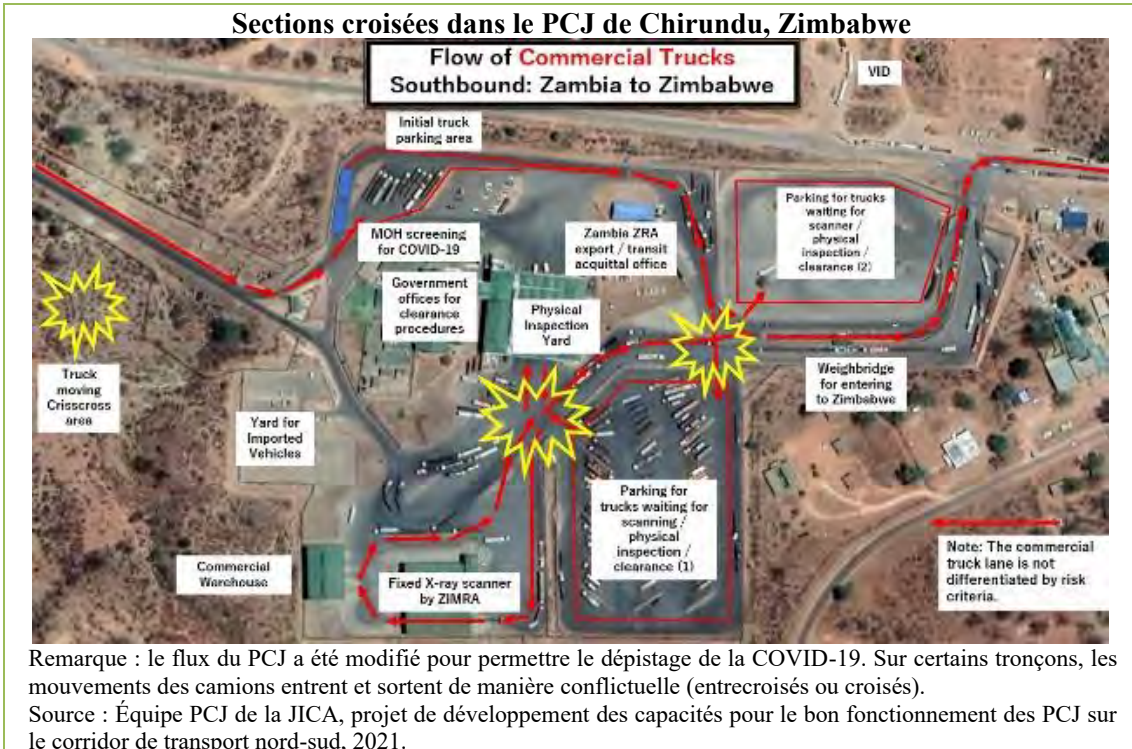 Sections croisées dans le PCJ de Chirundu, Zimbabwe
Flow of Commercial Trucks
Southbound: Zambia to Zimbabwe
VID
Initial truck
parking area
MOH screening
for COVID-19
Zambia ZRA
export / transit
acquittal office
Parking for trucks
waiting for
scanner /
physical
inspection /
clearance (2)
Government
offices for
clearance
procedures
Physical
Inspection
Yard
Truck
moving
Crisscross
area
Weighbridge
for entering
to Zimbabwe
Yard for
Imported
Vehicles
Parking for
trucks waiting for
scanning /
physical
inspection /
clearance (1)
Commercial
Warehouse
Fixed X-ray scanner
by ZIMRA
Note: The commercial
truck lane is not
differentiated by risk
criteria.
Remarque : le flux du PCJ a été modifié pour permettre le dépistage de la COVID-19. Sur certains tronçons, les
mouvements des camions entrent et sortent de manière conflictuelle (entrecroisés ou croisés).
Source : Équipe PCJ de la JICA, projet de développement des capacités pour le bon fonctionnement des PCJ sur
le corridor de transport nord-sud, 2021.